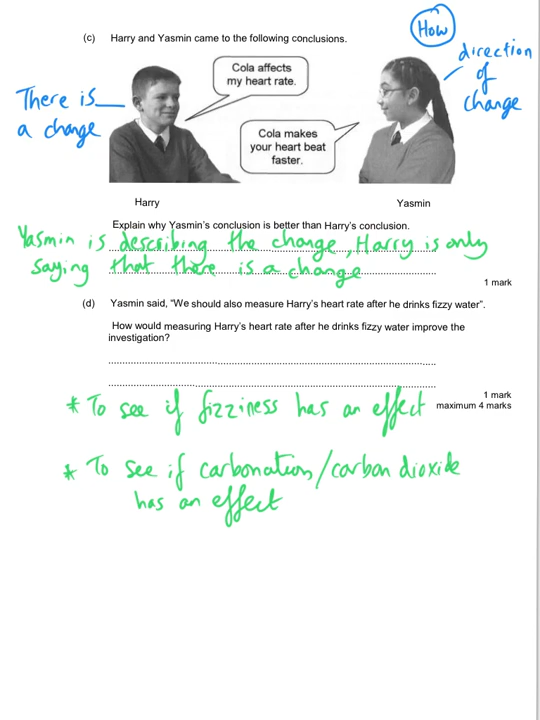 How
(c) Harry and Yasmin came to the following conclusions.
direction
of
change
There is
a change
Cola affects
my heart rate.
Cola makes
your heart beat
faster.
Harry
Yasmin
Explain why Yasmin's conclusion is better than Harry's conclusion.
Yasmin is describing the change, Harry is only
saying that there is a change
1 mark
(d) Yasmin said, "We should also measure Harry's heart rate after he drinks fizzy water".
How would measuring Harry's heart rate after he drinks fizzy water improve the
investigation?
1 mark
maximum 4 marks
* To see if fizziness has an effect
* To see if carbonation/carbon dioxide
has an effect